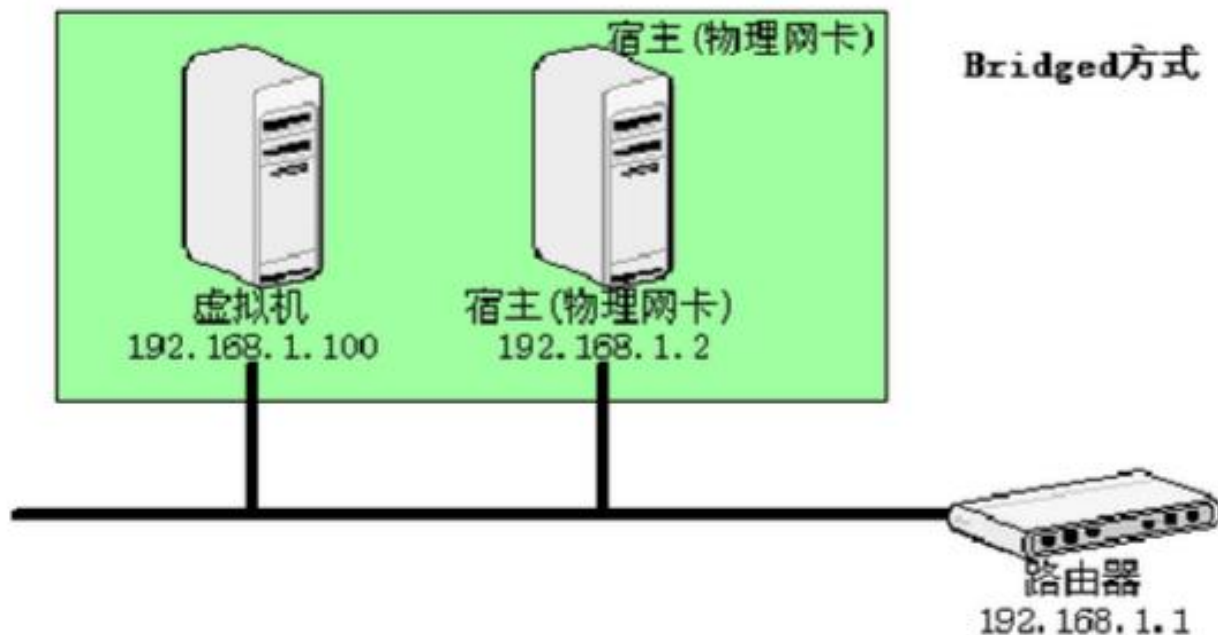 宿主(物理网卡)
Bridged方式
虚拟机
192.168.1.100
宿主(物理网卡)
192.168.1.2
路由器
192.168.1.1